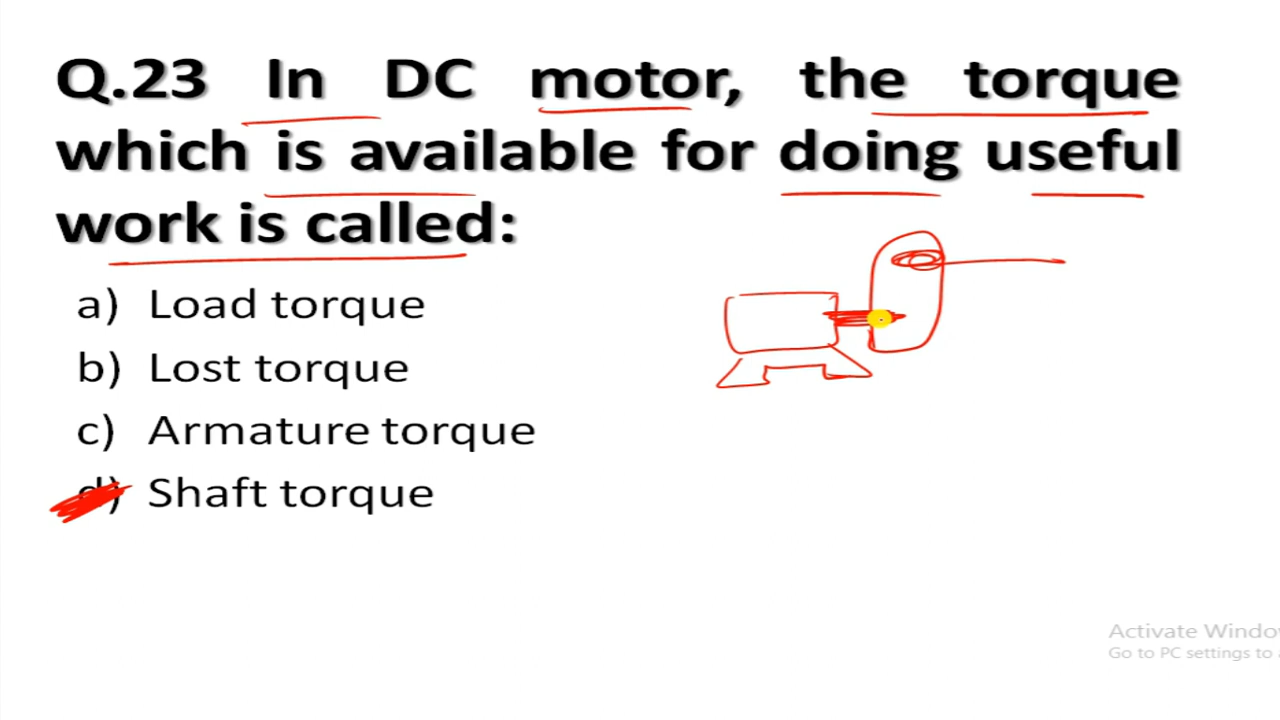 Q.23 In DC motor, the torque
which is available for doing useful
work is called:
a) Load torque
b) Lost torque
c) Armature torque
d) Shaft torque
Activate Windo
Go to PC settings to